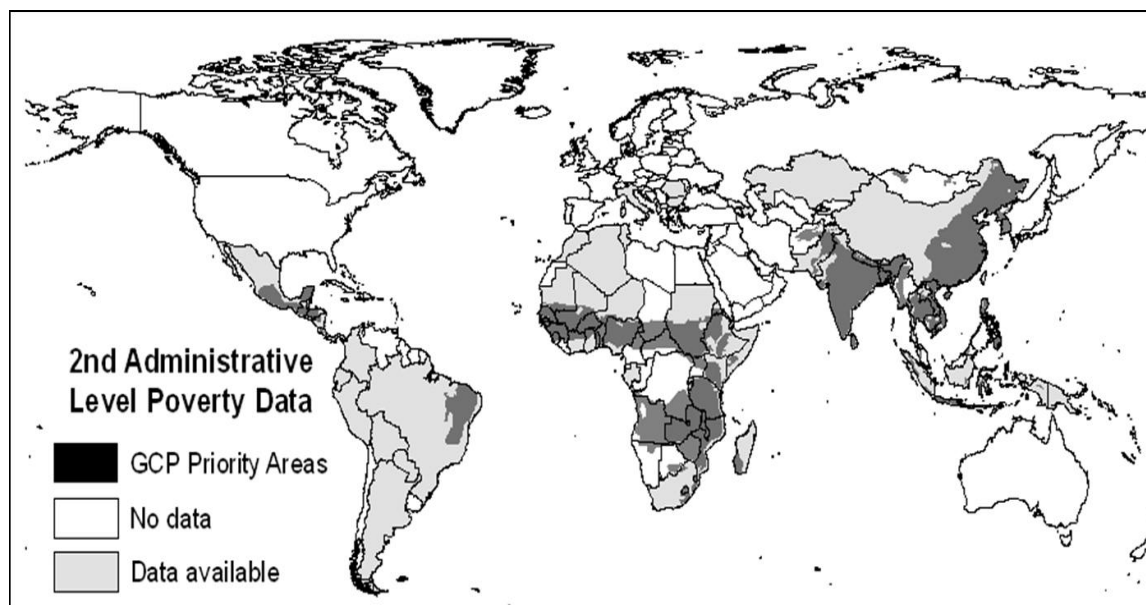 2nd Administrative
Level Poverty Data
GCP Priority Areas
No data
Data available